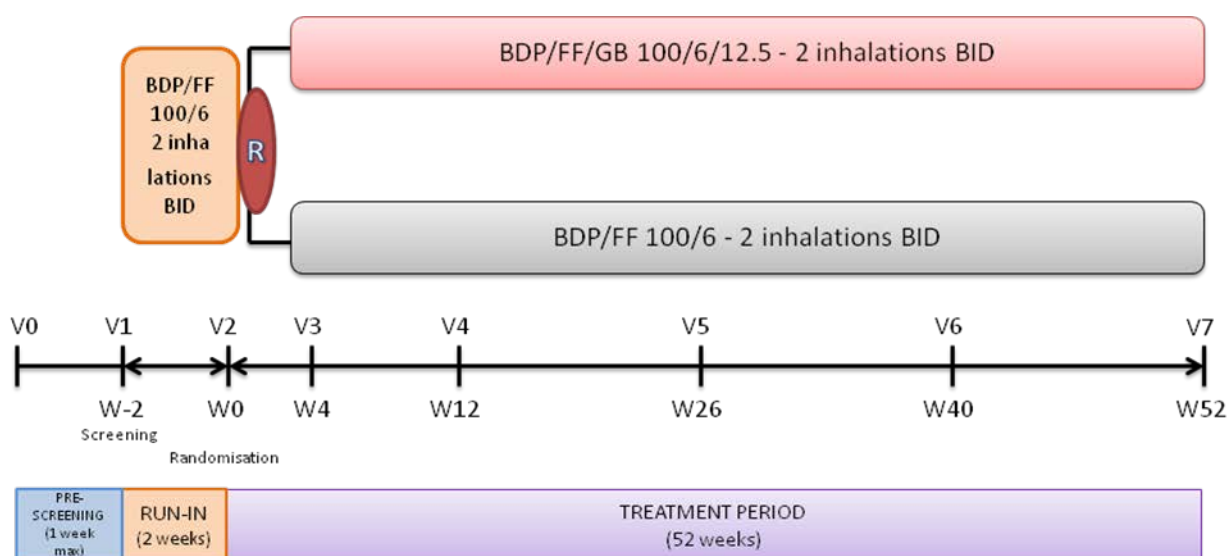 BDP/FF/GB 100/6/12.5 - 2 inhalations BID
BDP/FF
100/6
2 inha
lations
BID
R
BDP/FF 100/6 - 2 inhalations BID
V0 V1 V2 V3 V4 V5 V6 V7
W-2 W0 W4 W12 W26 W40 W52
Screening
Randomisation
PRE-
SCREENING
(1 week
max)
RUN-IN
(2 weeks)
TREATMENT PERIOD
(52 weeks)